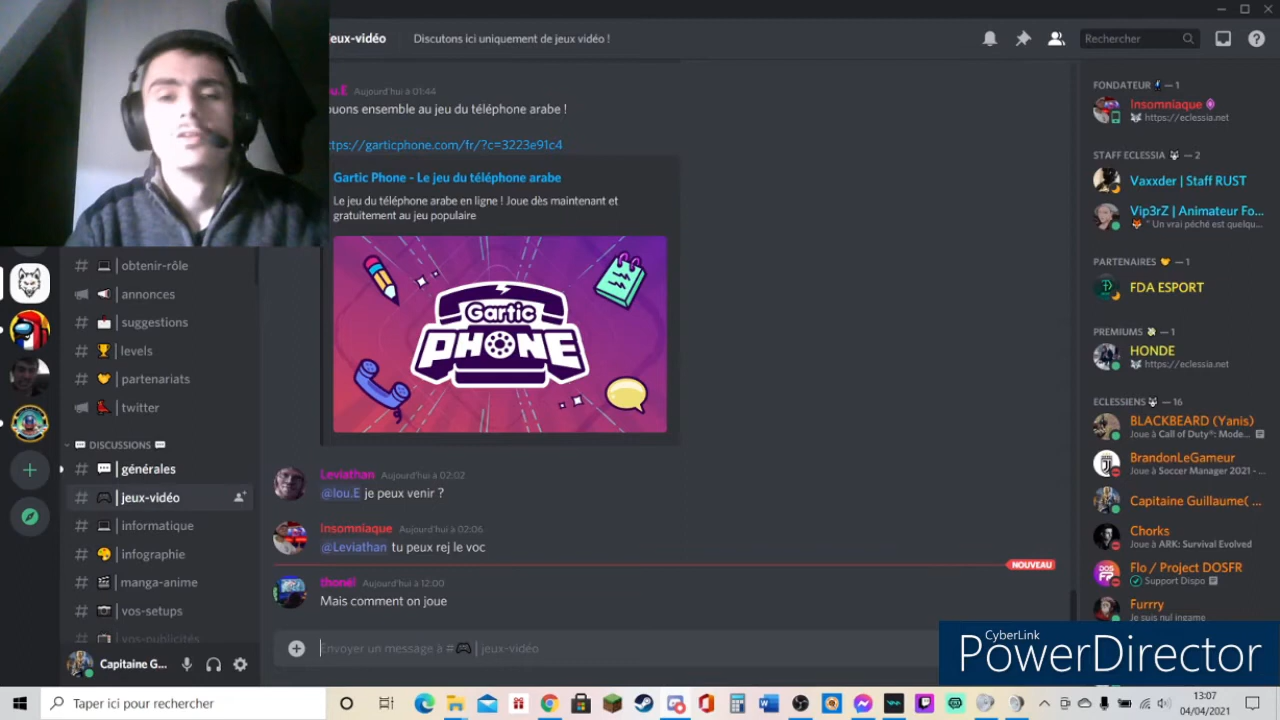 jeux-vidéo
Discutons ici uniquement de jeux vidéo !
Rechercher
Aujourd'hui à 01:44
ouons ensemble au jeu du téléphone arabe !
ttps://garticphone.com/fr/?c=3223e91c4
Gartic Phone - Le jeu du téléphone arabe
Le jeu du téléphone arabe en ligne ! Joue dès maintenant et
gratuitement au jeu populaire
Gartic
PHONE
Leviathan Aujourd'hui à 02:02
@lou.E je peux venir ?
Insomniaque Aujourd'hui à 02:06
@Leviathan tu peux rej le voc
NOUVEAU
thonél Aujourd'hui à 12:00
Mais comment on joue
Envoyer un message à # | jeux-vidéo
# | obtenir-rôle
| annonces
# | suggestions
# | levels
# | partenariats
| twitter
DISCUSSIONS
# | générales
# | jeux-vidéo
# | informatique
# | infographie
# | manga-anime
# | vos-setups
# | vos-publicités
Capitaine G...
FONDATEUR — 1
Insomniaque
https://eclessia.net
STAFF ECLESSIA — 2
Vaxxder | Staff RUST
Vip3rZ | Animateur Fo...
" Un vrai péché est quelqu...
PARTENAIRES — 1
FDA ESPORT
PREMIUMS — 1
HONDE
https://eclessia.net
ECLESSIENS — 16
BLACKBEARD (Yanis)
Joue à Call of Duty®: Mode...
BrandonLeGameur
Joue à Soccer Manager 2021 - ...
Capitaine Guillaume( ...
Chorks
Joue à ARK: Survival Evolved
Flo / Project DOSFR
Support Dispo
Furrry
Je suis nul ingame
CyberLink
PowerDirector
Taper ici pour rechercher
13:07
04/04/2021